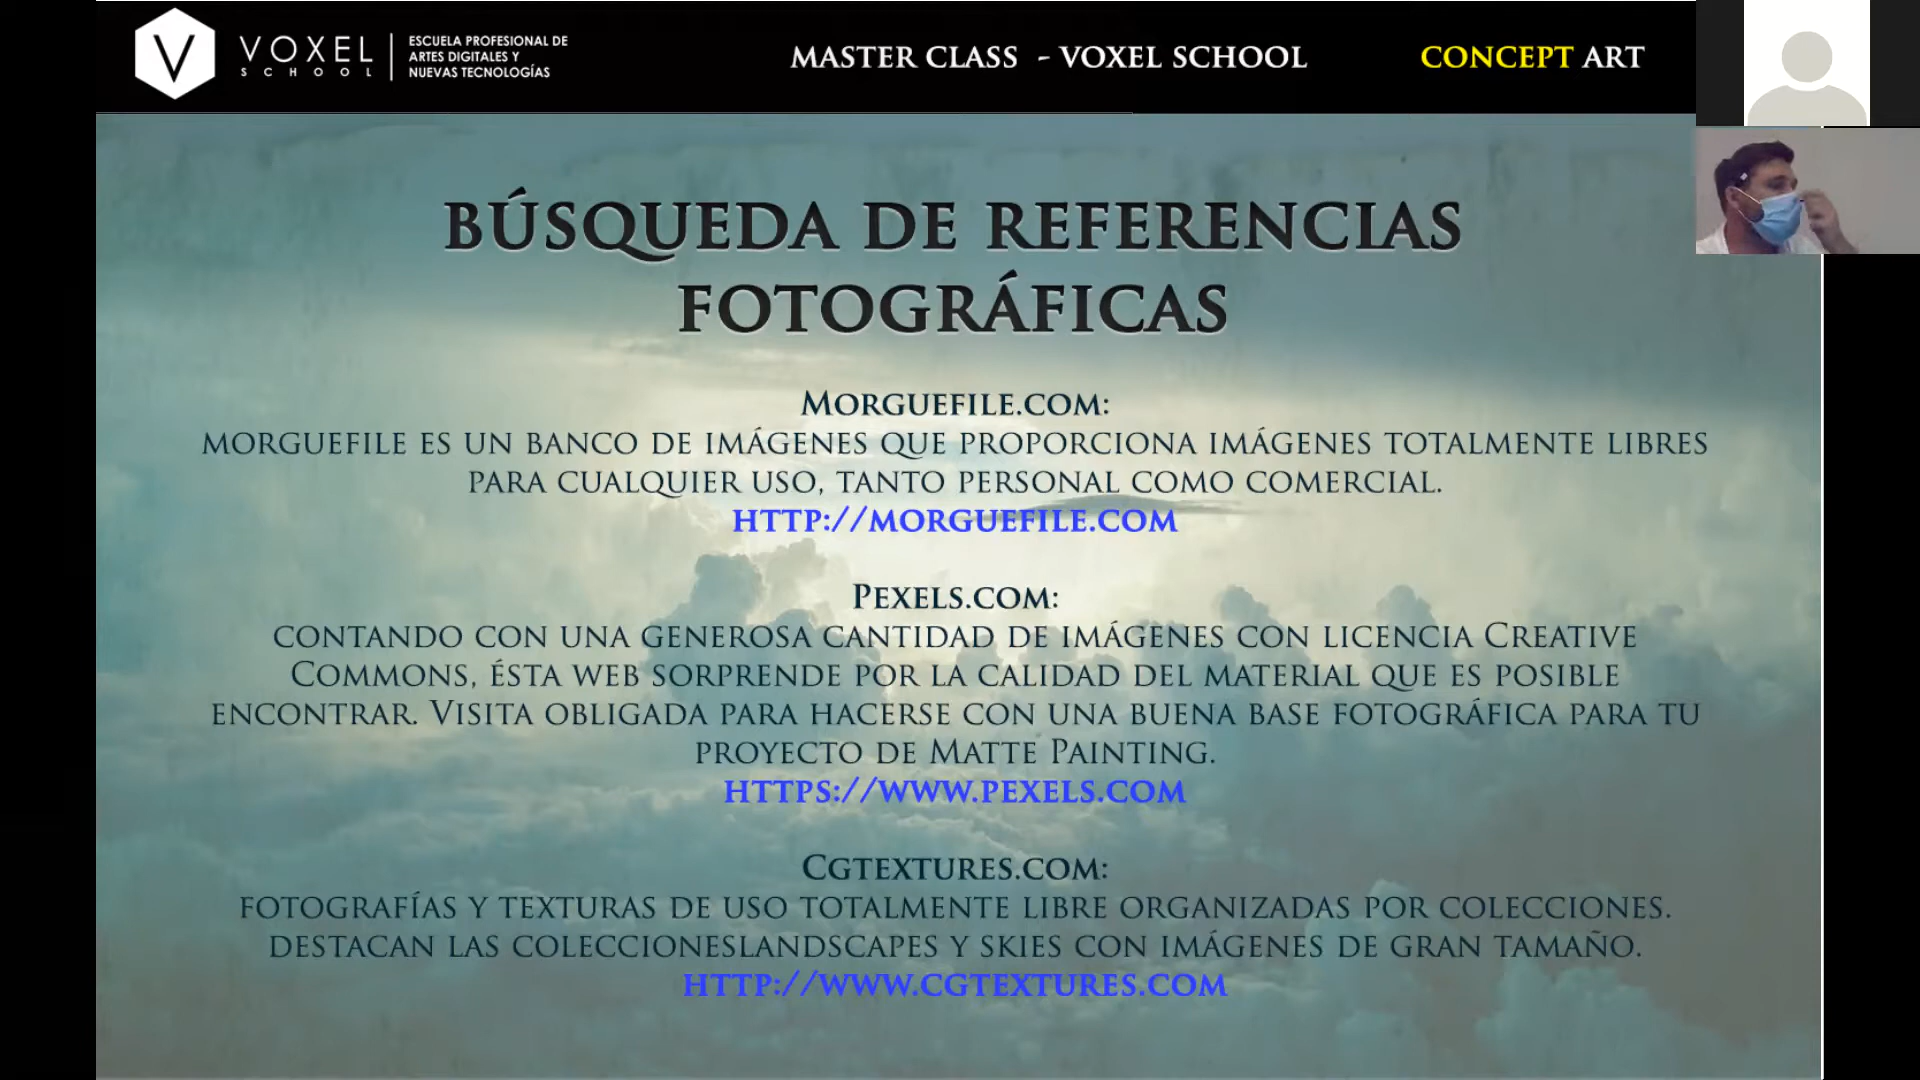 VOXEL
SCHOOL
ESCUELA PROFESIONAL DE
ARTES DIGITALES Y
NUEVAS TECNOLOGÍAS
MASTER CLASS - VOXEL SCHOOL
CONCEPT ART
BÚSQUEDA DE REFERENCIAS
FOTOGRÁFICAS
MORGUEFILE.COM:
MORGUEFILE ES UN BANCO DE IMÁGENES QUE PROPORCIONA IMÁGENES TOTALMENTE LIBRES
PARA CUALQUIER USO, TANTO PERSONAL COMO COMERCIAL.
HTTP://MORGUEFILE.COM
PEXELS.COM:
CONTANDO CON UNA GENEROSA CANTIDAD DE IMÁGENES CON LICENCIA CREATIVE
COMMONS, ÉSTA WEB SORPRENDE POR LA CALIDAD DEL MATERIAL QUE ES POSIBLE
ENCONTRAR. VISITA OBLIGADA PARA HACERSE CON UNA BUENA BASE FOTOGRÁFICA PARA TU
PROYECTO DE MATTE PAINTING.
HTTPS://WWW.PEXELS.COM
CGTEXTURES.COM:
FOTOGRAFÍAS Y TEXTURAS DE USO TOTALMENTE LIBRE ORGANIZADAS POR COLECCIONES.
DESTACAN LAS COLECCIONESLANDSCAPES Y SKIES CON IMÁGENES DE GRAN TAMAÑO.
HTTP://WWW.CGTEXTURES.COM